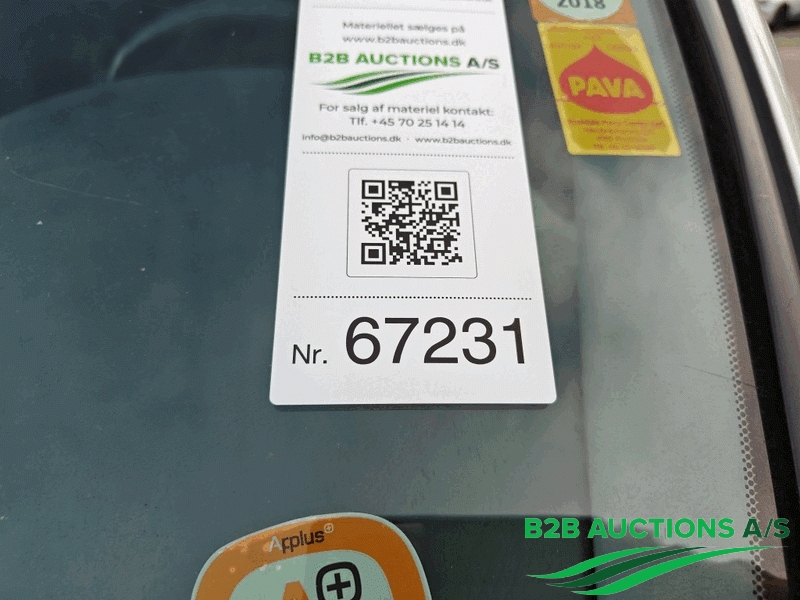 Materiellet sælges på
www.b2bauctions.dk
B2B AUCTIONS A/S
For salg af materiel kontakt:
Tlf. +45 70 25 14 14
info@b2bauctions.dk · www.b2bauctions.dk
Nr. 67231
2018
PAVA
Applus+
A+
B2B AUCTIONS A/S